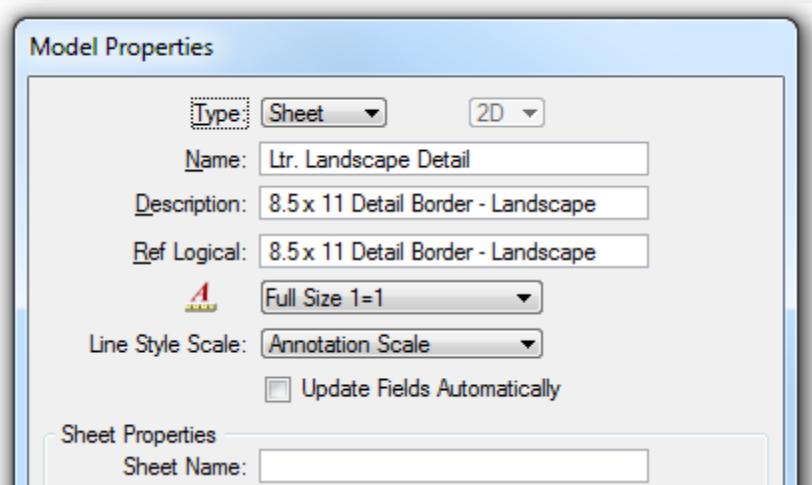 Model Properties
Type: Sheet 2D
Name: Ltr. Landscape Detail
Description: 8.5 x 11 Detail Border - Landscape
Ref Logical: 8.5 x 11 Detail Border - Landscape
A Full Size 1=1
Line Style Scale: Annotation Scale
Update Fields Automatically
Sheet Properties
Sheet Name: